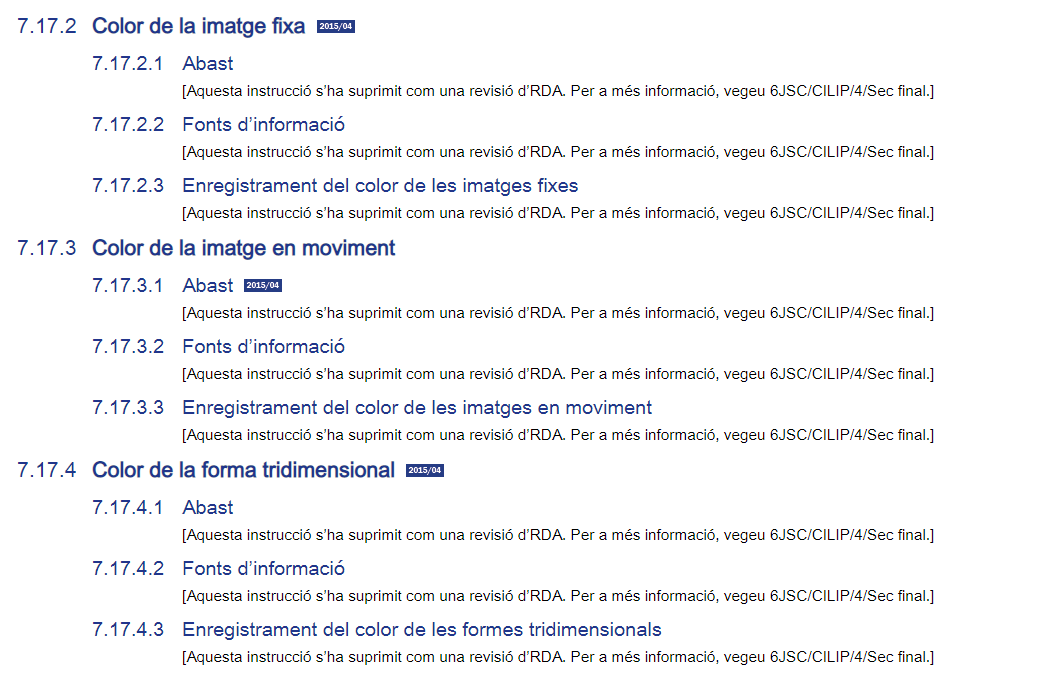 7.17.2 Color de la imatge fixa 2015/04
7.17.2.1 Abast
[Aquesta instrucció s’ha suprimit com una revisió d’RDA. Per a més informació, vegeu 6JSC/CILIP/4/Sec final.]
7.17.2.2 Fonts d’informació
[Aquesta instrucció s’ha suprimit com una revisió d’RDA. Per a més informació, vegeu 6JSC/CILIP/4/Sec final.]
7.17.2.3 Enregistrament del color de les imatges fixes
[Aquesta instrucció s’ha suprimit com una revisió d’RDA. Per a més informació, vegeu 6JSC/CILIP/4/Sec final.]
7.17.3 Color de la imatge en moviment
7.17.3.1 Abast 2015/04
[Aquesta instrucció s’ha suprimit com una revisió d’RDA. Per a més informació, vegeu 6JSC/CILIP/4/Sec final.]
7.17.3.2 Fonts d’informació
[Aquesta instrucció s’ha suprimit com una revisió d’RDA. Per a més informació, vegeu 6JSC/CILIP/4/Sec final.]
7.17.3.3 Enregistrament del color de les imatges en moviment
[Aquesta instrucció s’ha suprimit com una revisió d’RDA. Per a més informació, vegeu 6JSC/CILIP/4/Sec final.]
7.17.4 Color de la forma tridimensional 2015/04
7.17.4.1 Abast
[Aquesta instrucció s’ha suprimit com una revisió d’RDA. Per a més informació, vegeu 6JSC/CILIP/4/Sec final.]
7.17.4.2 Fonts d’informació
[Aquesta instrucció s’ha suprimit com una revisió d’RDA. Per a més informació, vegeu 6JSC/CILIP/4/Sec final.]
7.17.4.3 Enregistrament del color de les formes tridimensionals
[Aquesta instrucció s’ha suprimit com una revisió d’RDA. Per a més informació, vegeu 6JSC/CILIP/4/Sec final.]